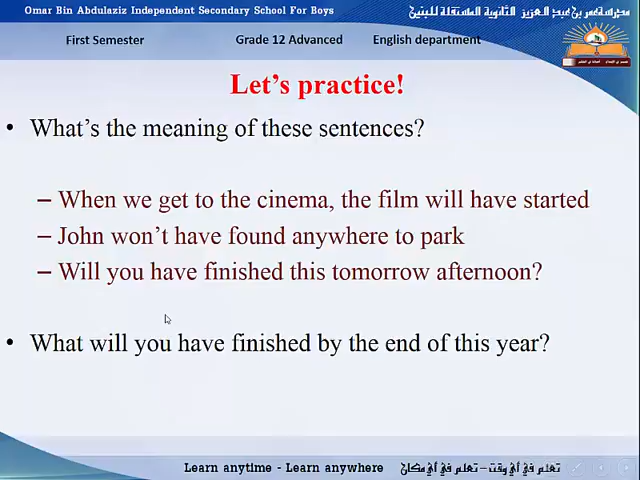 Omar Bin Abdulaziz Independent Secondary School For Boys
مدرسة عمر بن عبد العزيز الثانوية المستقلة للبنين
First Semester
Grade 12 Advanced
English department
Let's practice!
• What's the meaning of these sentences?
– When we get to the cinema, the film will have started
– John won't have found anywhere to park
– Will you have finished this tomorrow afternoon?
• What will you have finished by the end of this year?
Learn anytime - Learn anywhere
تعلم في أي وقت – تعلم في أي مكان